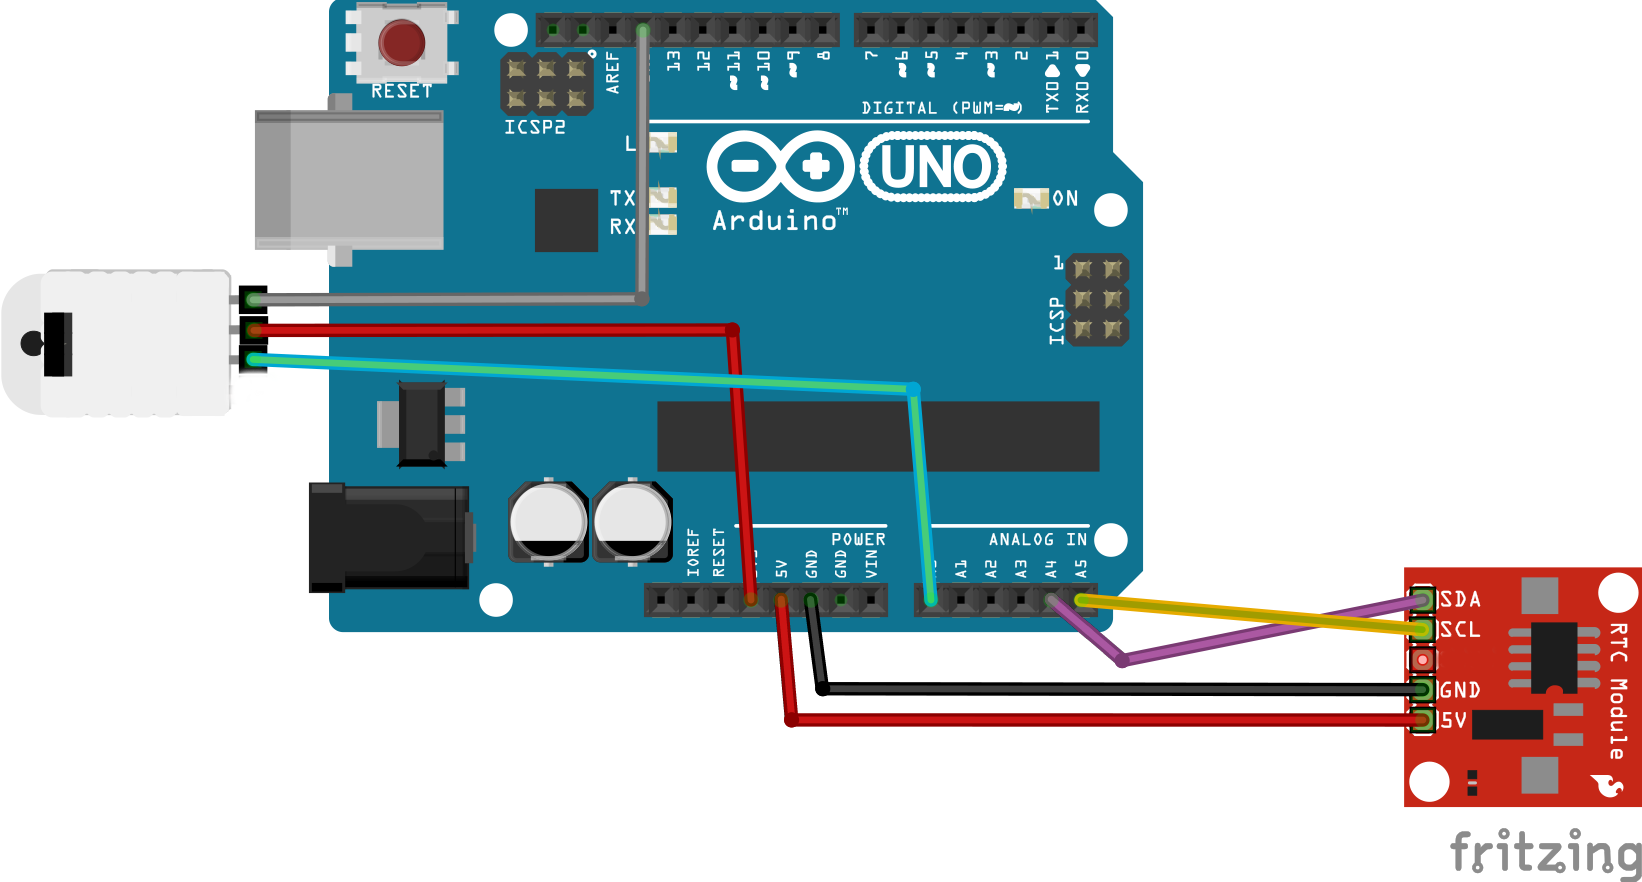 RESET
ICSP2
AREF
13
12
~11
~10
~9
8
7
~6
~5
4
~3
2
TX0▶1
RX0◀0
DIGITAL (PWM=~)
L
TX
RX
UNO
Arduino™
ON
1
ICSP
POWER
ANALOG IN
IOREF
RESET
5V
GND
GND
VIN
A1
A2
A3
A4
A5
SDA
SCL
GND
5V
RTC Module
fritzing